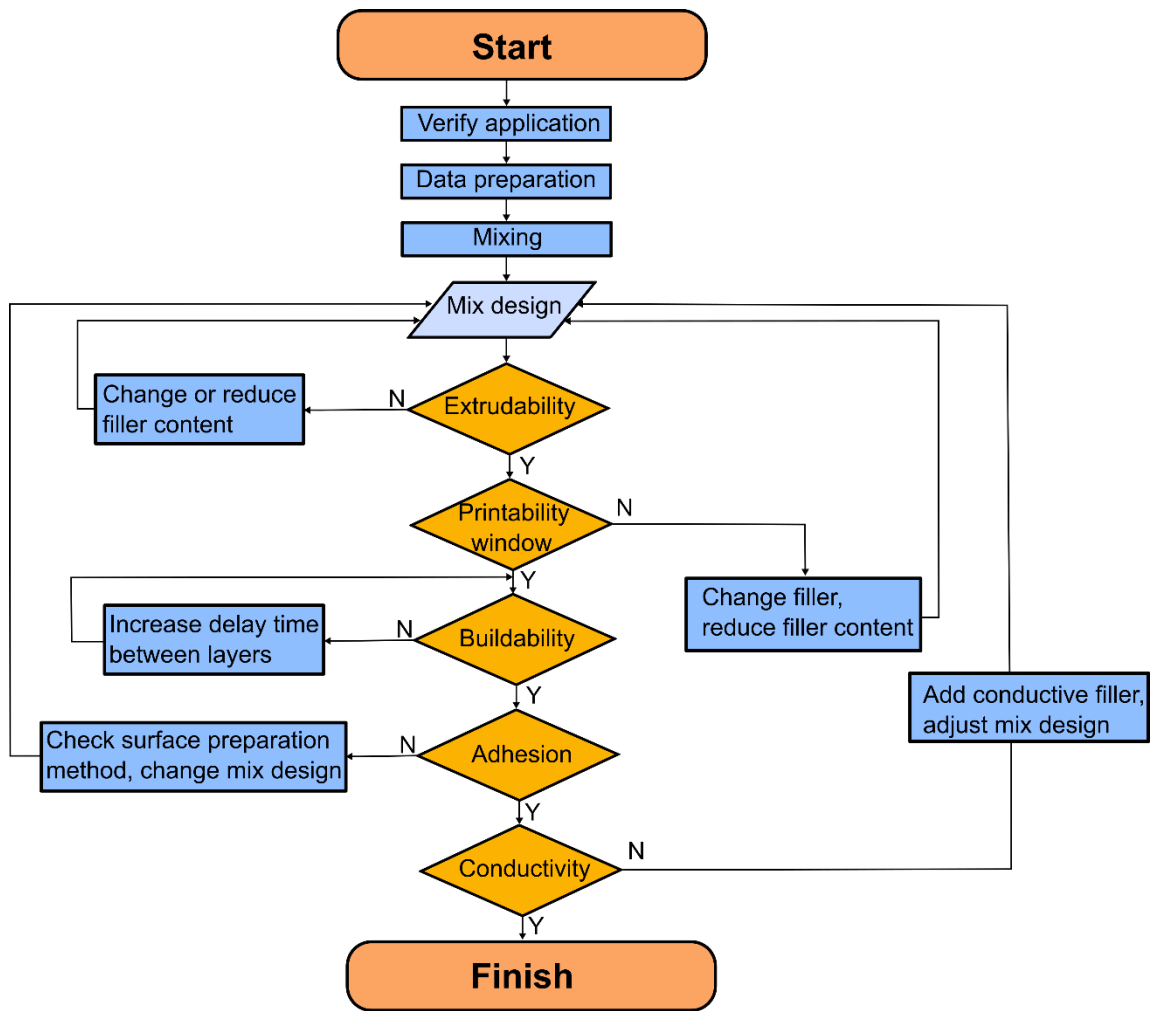 Start
Verify application
Data preparation
Mixing
Mix design
Change or reduce
filler content
N
Extrudability
Y
Printability
window
N
Change filler,
reduce filler content
Y
Increase delay time
between layers
N
Buildability
Y
Add conductive filler,
adjust mix design
Check surface preparation
method, change mix design
N
Adhesion
Y
Conductivity
N
Y
Finish